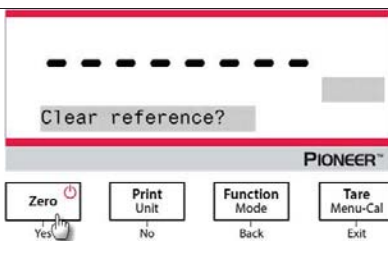 --------
Clear reference?
PIONEER™
Zero Print Function Tare
Unit Mode Menu-Cal
Yes No Back Exit